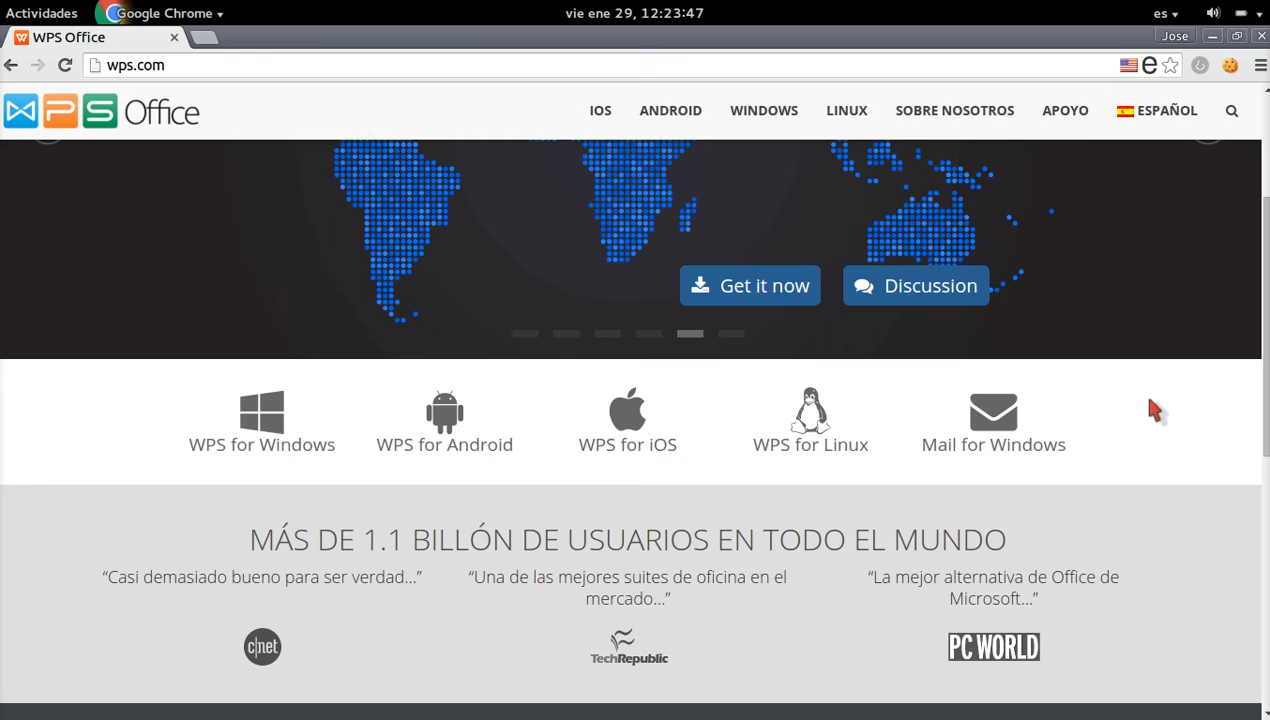 Actividades Google Chrome vie ene 29, 12:23:47 es
WPS Office Jose
wps.com
WPS Office IOS ANDROID WINDOWS LINUX SOBRE NOSOTROS APOYO ESPAÑOL
Get it now Discussion
WPS for Windows WPS for Android WPS for iOS WPS for Linux Mail for Windows
MÁS DE 1.1 BILLÓN DE USUARIOS EN TODO EL MUNDO
“Casi demasiado bueno para ser verdad...” “Una de las mejores suites de oficina en el “La mejor alternativa de Office de
mercado...” Microsoft...”
c|net TechRepublic PC WORLD